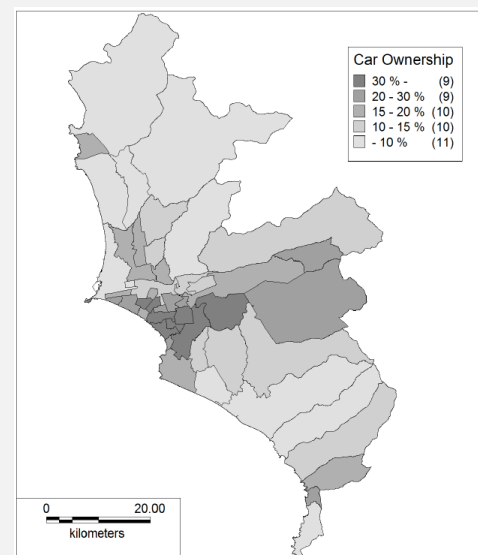 Car Ownership
30 % - (9)
20 - 30 % (9)
15 - 20 % (10)
10 - 15 % (10)
- 10 % (11)
0 20.00
kilometers